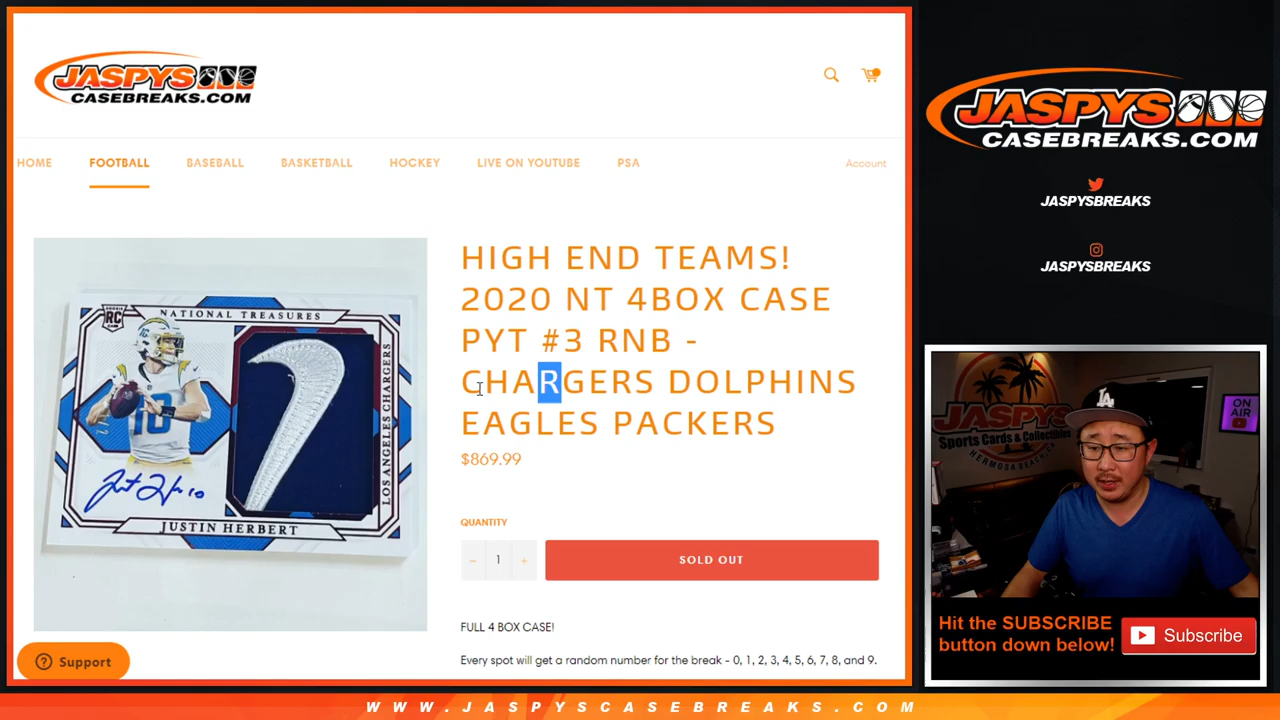 JASPYS
CASEBREAKS.COM
HOME
FOOTBALL
BASEBALL
BASKETBALL
HOCKEY
LIVE ON YOUTUBE
PSA
Account
RC
NATIONAL TREASURES
LOS ANGELES CHARGERS
JUSTIN HERBERT
HIGH END TEAMS!
2020 NT 4BOX CASE
PYT #3 RNB -
CHARGERS DOLPHINS
EAGLES PACKERS
$869.99
QUANTITY
− 1 +
SOLD OUT
FULL 4 BOX CASE!
Every spot will get a random number for the break - 0, 1, 2, 3, 4, 5, 6, 7, 8, and 9.
Support
JASPYS
CASEBREAKS.COM
JASPYSBREAKS
JASPYSBREAKS
JASPYS
Sports Cards & Collectibles
HERMOSA BEACH, CA
LA
ON AIR
Hit the SUBSCRIBE
button down below!
Subscribe
WWW.JASPYSCASEBREAKS.COM